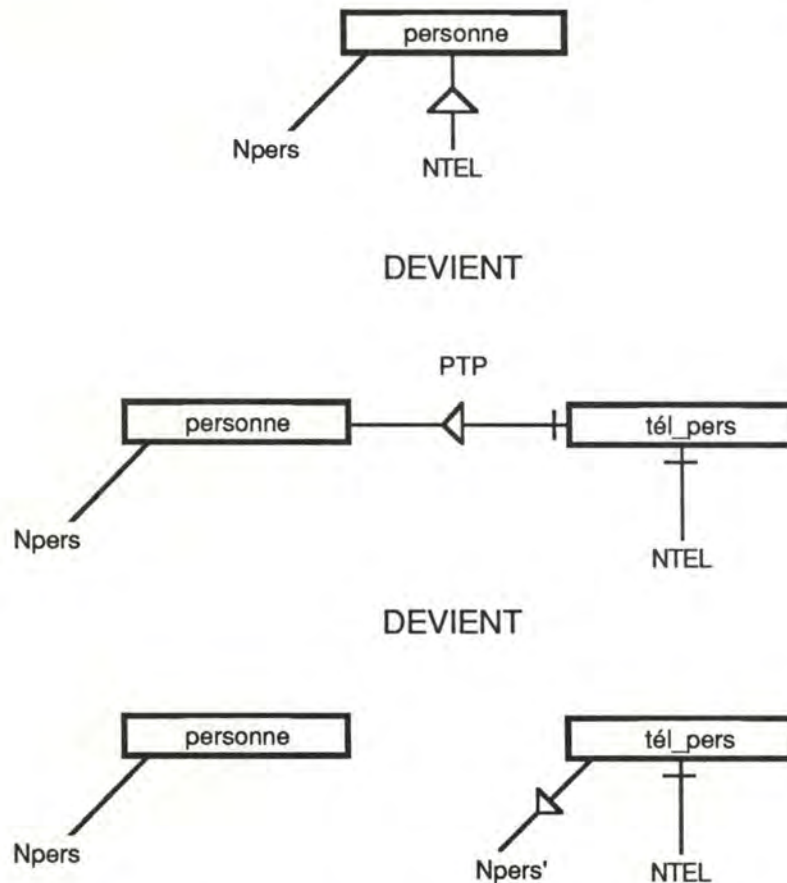 personne
Npers
NTEL
DEVIENT
PTP
personne
tél_pers
Npers
NTEL
DEVIENT
personne
tél_pers
Npers
Npers'
NTEL